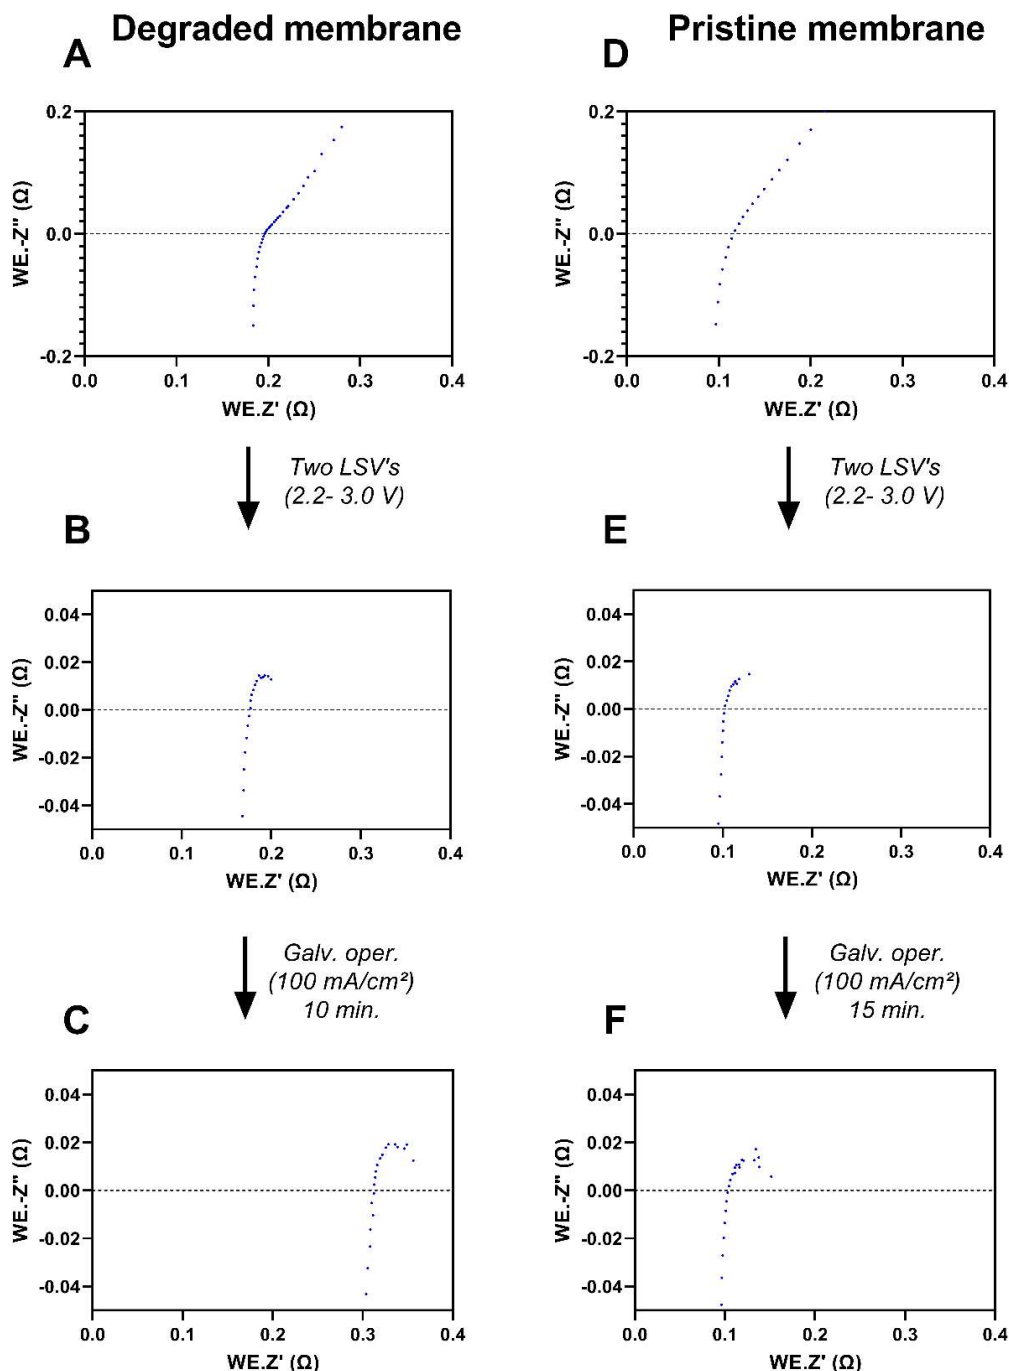 Degraded membrane
Pristine membrane
A
D
0.2
0.0
-0.2
WE.-Z" (Ω)
0.0 0.1 0.2 0.3 0.4
WE.Z' (Ω)
0.2
0.0
-0.2
WE.-Z" (Ω)
0.0 0.1 0.2 0.3 0.4
WE.Z' (Ω)
Two LSV's
(2.2- 3.0 V)
Two LSV's
(2.2- 3.0 V)
B
E
0.04
0.02
0.00
-0.02
-0.04
WE.-Z" (Ω)
0.0 0.1 0.2 0.3 0.4
WE.Z' (Ω)
0.04
0.02
0.00
-0.02
-0.04
WE.-Z" (Ω)
0.0 0.1 0.2 0.3 0.4
WE.Z' (Ω)
Galv. oper.
(100 mA/cm²)
10 min.
Galv. oper.
(100 mA/cm²)
15 min.
C
F
0.04
0.02
0.00
-0.02
-0.04
WE.-Z" (Ω)
0.0 0.1 0.2 0.3 0.4
WE.Z' (Ω)
0.04
0.02
0.00
-0.02
-0.04
WE.-Z" (Ω)
0.0 0.1 0.2 0.3 0.4
WE.Z' (Ω)